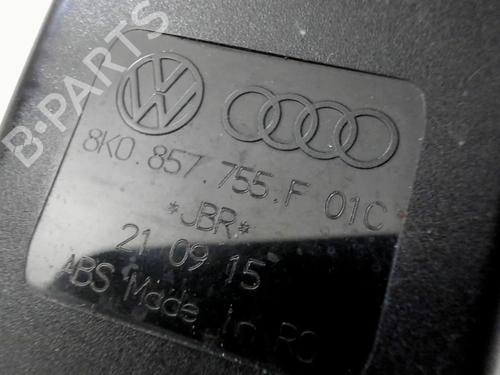 B-PARTS
8K0.857.755.F 01C
*JBR*
21 09 15
ABS Made in RO